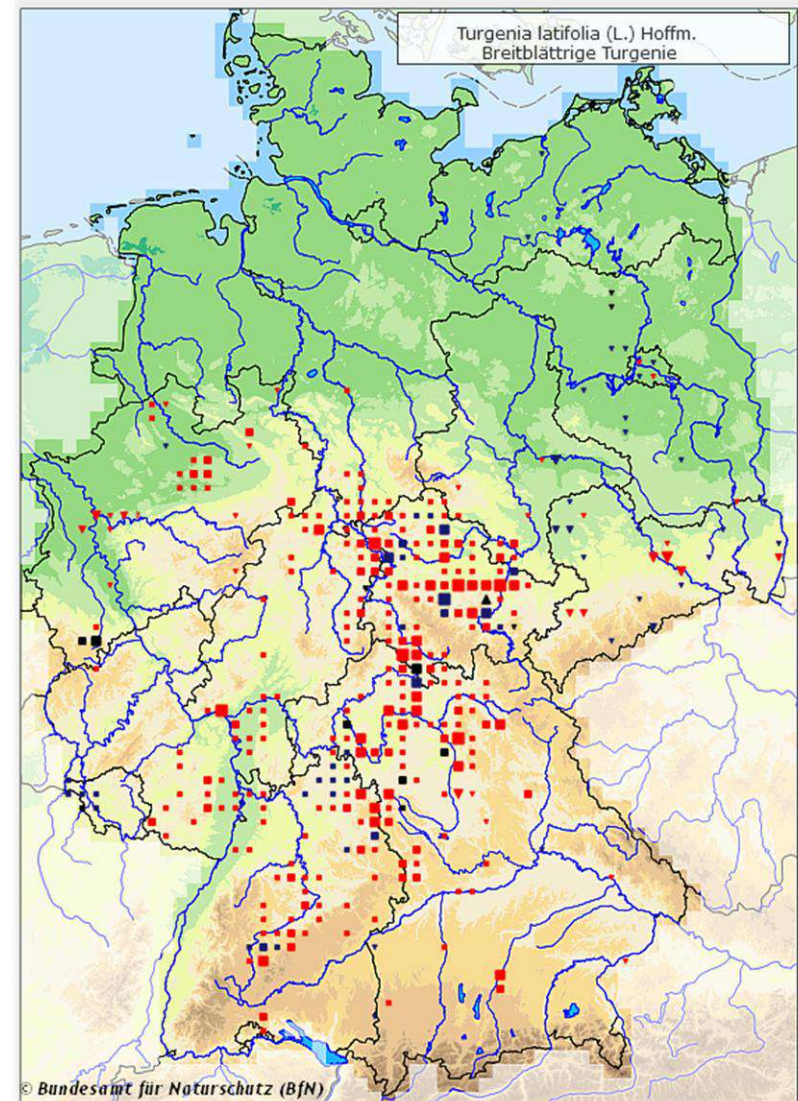 Turgenia latifolia (L.) Hoffm.
Breitblättrige Turgenie
© Bundesamt für Naturschutz (BfN)